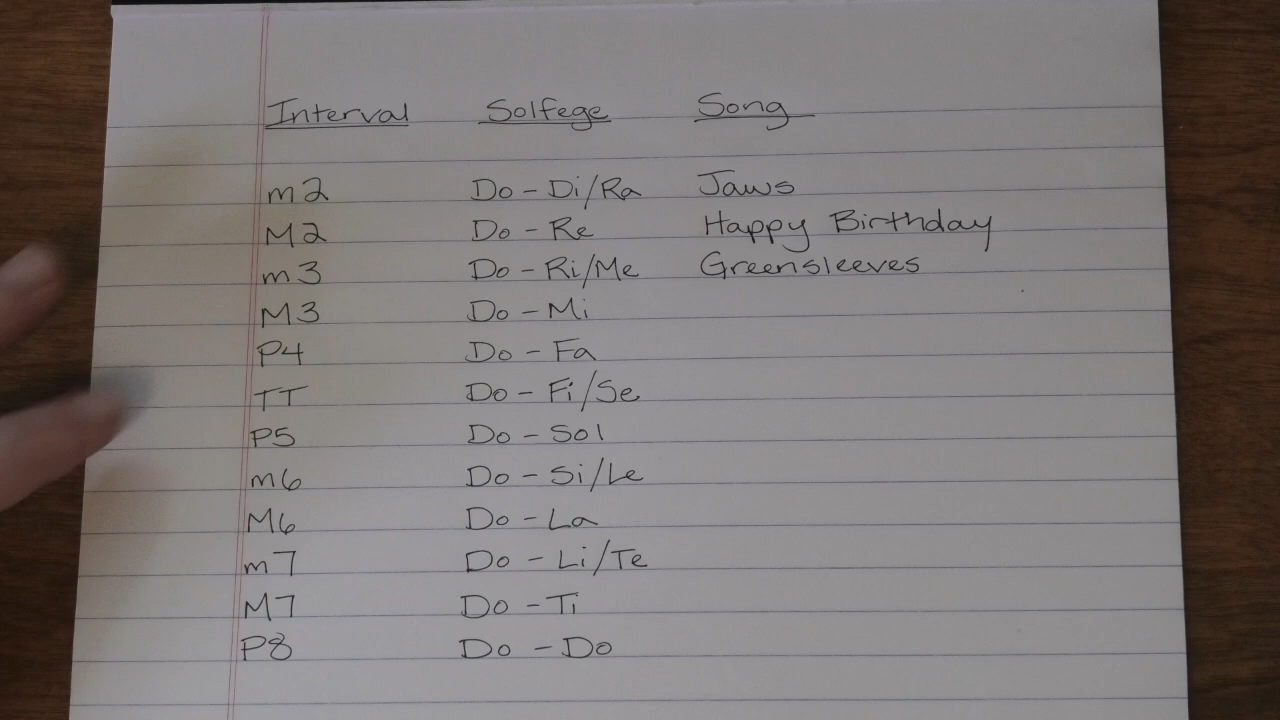 Interval Solfege Song
m2 Do - Di/Ra Jaws
M2 Do - Re Happy Birthday
m3 Do - Ri/Me Greensleeves
M3 Do - Mi
P4 Do - Fa
TT Do - Fi/Se
P5 Do - Sol
m6 Do - Si/Le
M6 Do - La
m7 Do - Li/Te
M7 Do - Ti
P8 Do - Do